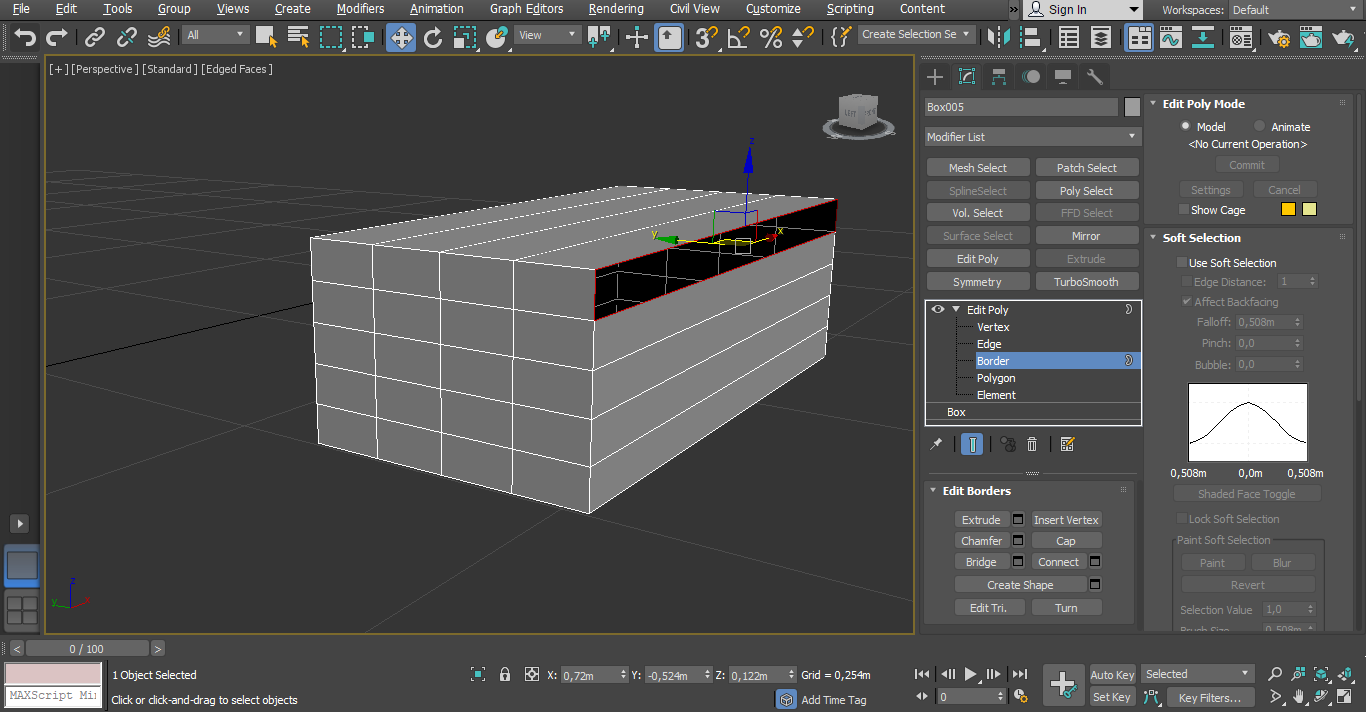 File Edit Tools Group Views Create Modifiers Animation Graph Editors Rendering Civil View Customize Scripting Content » Sign In Workspaces: Default
All View 3 Create Selection Se
[+] [Perspective] [Standard] [Edged Faces]
z
y
x
z
y
Box005
Modifier List
Mesh Select Patch Select
SplineSelect Poly Select
Vol. Select FFD Select
Surface Select Mirror
Edit Poly Extrude
Symmetry TurboSmooth
Edit Poly
Vertex
Edge
Border
Polygon
Element
Box
Edit Borders
Extrude Insert Vertex
Chamfer Cap
Bridge Connect
Create Shape
Edit Tri. Turn
Edit Poly Mode
Model Animate
<No Current Operation>
Commit
Settings Cancel
Show Cage
Soft Selection
Use Soft Selection
Edge Distance: 1
Affect Backfacing
Falloff: 0,508m
Pinch: 0,0
Bubble: 0,0
0,508m 0,0m 0,508m
Shaded Face Toggle
Lock Soft Selection
Paint Soft Selection
Paint Blur
Revert
Selection Value 1,0
Brush Size 0,508m
< 0 / 100 >
1 Object Selected X: 0,72m Y: -0,524m Z: 0,122m Grid = 0,254m Auto Key Selected
MAXScript Mi Click or click-and-drag to select objects Add Time Tag 0 Set Key Key Filters...